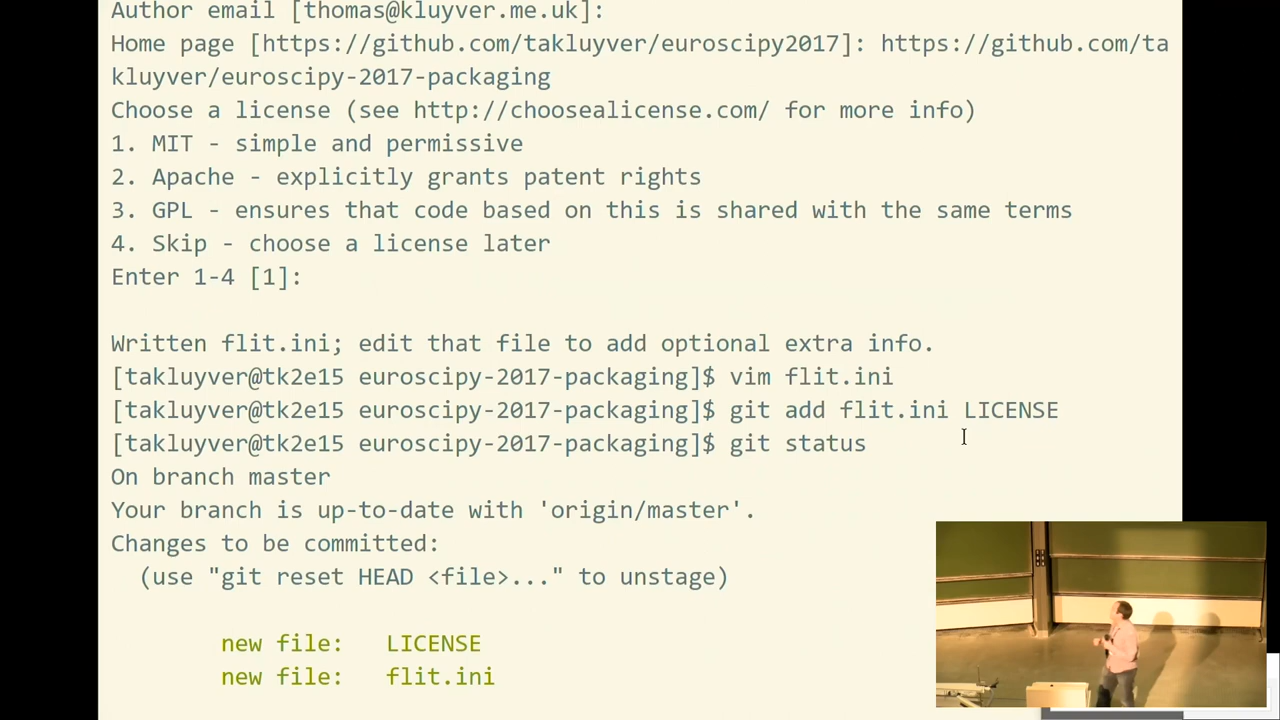 Author email [thomas@kluyver.me.uk]:
Home page [https://github.com/takluyver/euroscipy2017]: https://github.com/ta
kluyver/euroscipy-2017-packaging
Choose a license (see http://choosealicense.com/ for more info)
1. MIT - simple and permissive
2. Apache - explicitly grants patent rights
3. GPL - ensures that code based on this is shared with the same terms
4. Skip - choose a license later
Enter 1-4 [1]:
Written flit.ini; edit that file to add optional extra info.
[takluyver@tk2e15 euroscipy-2017-packaging]$ vim flit.ini
[takluyver@tk2e15 euroscipy-2017-packaging]$ git add flit.ini LICENSE
[takluyver@tk2e15 euroscipy-2017-packaging]$ git status
On branch master
Your branch is up-to-date with 'origin/master'.
Changes to be committed:
(use "git reset HEAD <file>..." to unstage)
new file: LICENSE
new file: flit.ini